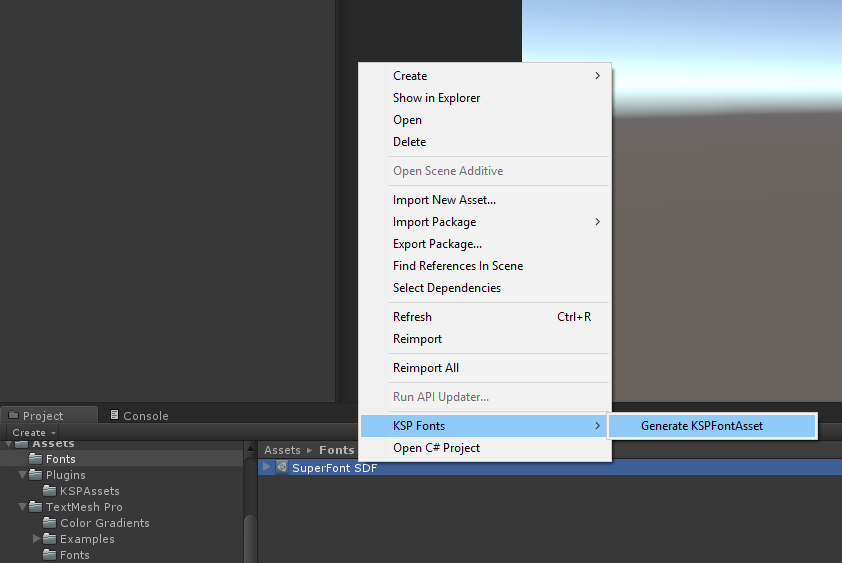 Create
Show in Explorer
Open
Delete
Open Scene Additive
Import New Asset...
Import Package
Export Package...
Find References In Scene
Select Dependencies
Refresh Ctrl+R
Reimport
Reimport All
Run API Updater...
KSP Fonts
Generate KSPFontAsset
Open C# Project
Project
Console
Create
Assets
Fonts
Plugins
KSPAssets
TextMesh Pro
Color Gradients
Examples
Fonts
Assets Fonts
SuperFont SDF